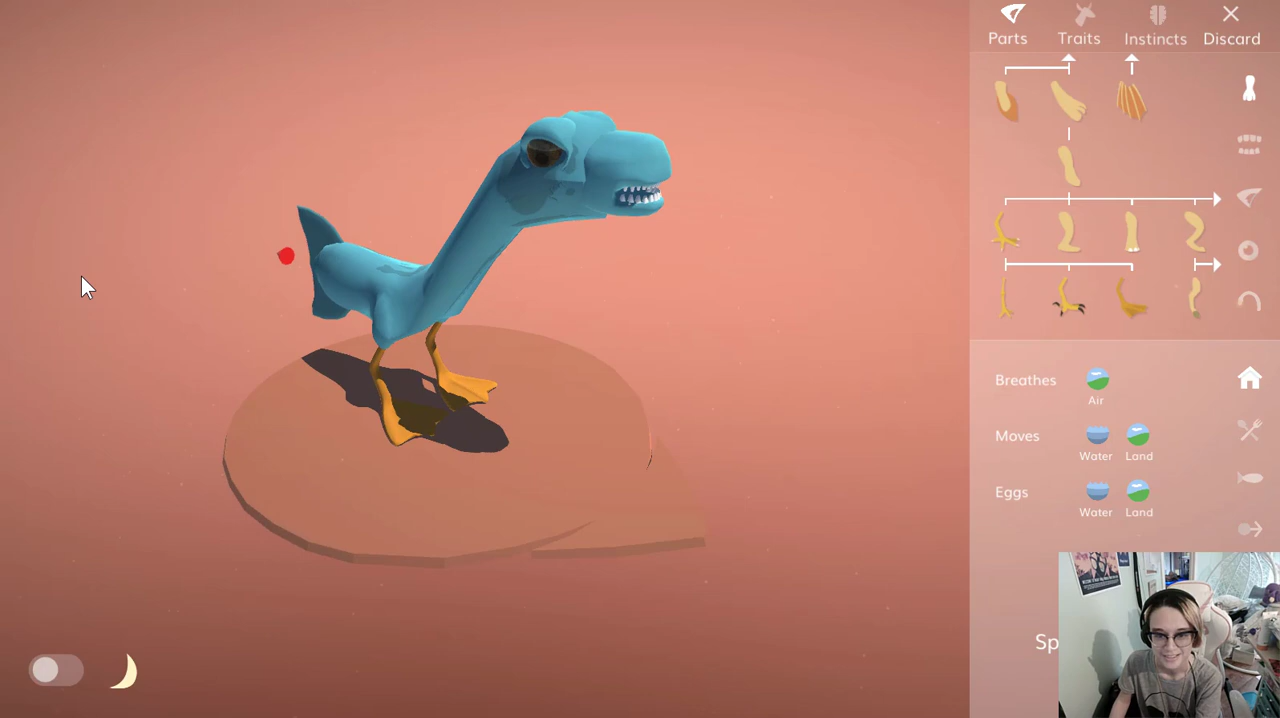 Parts Traits Instincts Discard
Breathes
Air
Moves
Water Land
Eggs
Water Land
Sp